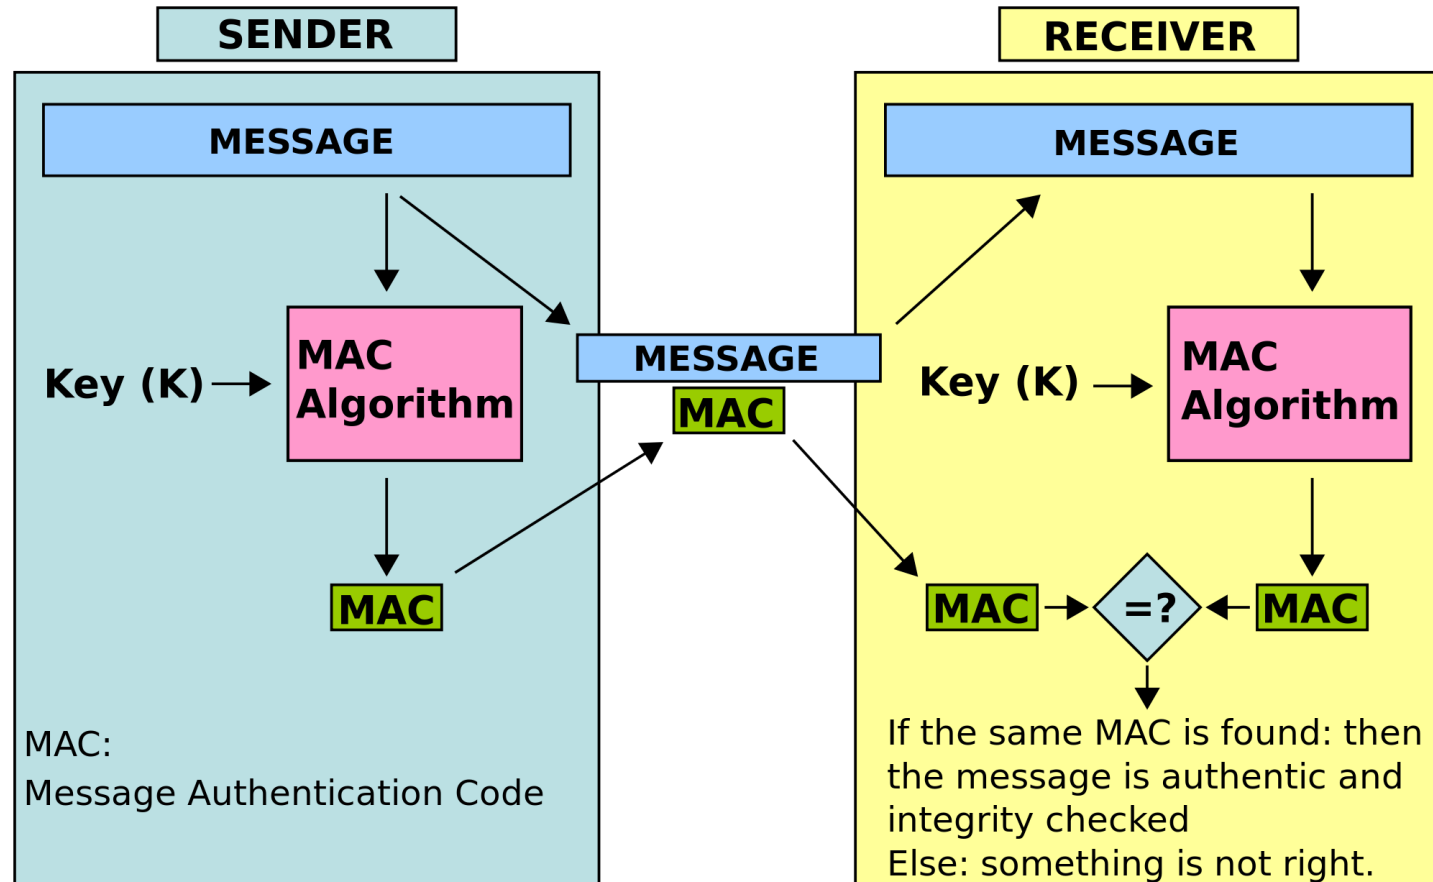 SENDER
MESSAGE
Key (K)
MAC
Algorithm
MAC
MAC:
Message Authentication Code
MESSAGE
MAC
RECEIVER
MESSAGE
Key (K)
MAC
Algorithm
MAC
=?
MAC
If the same MAC is found: then
the message is authentic and
integrity checked
Else: something is not right.